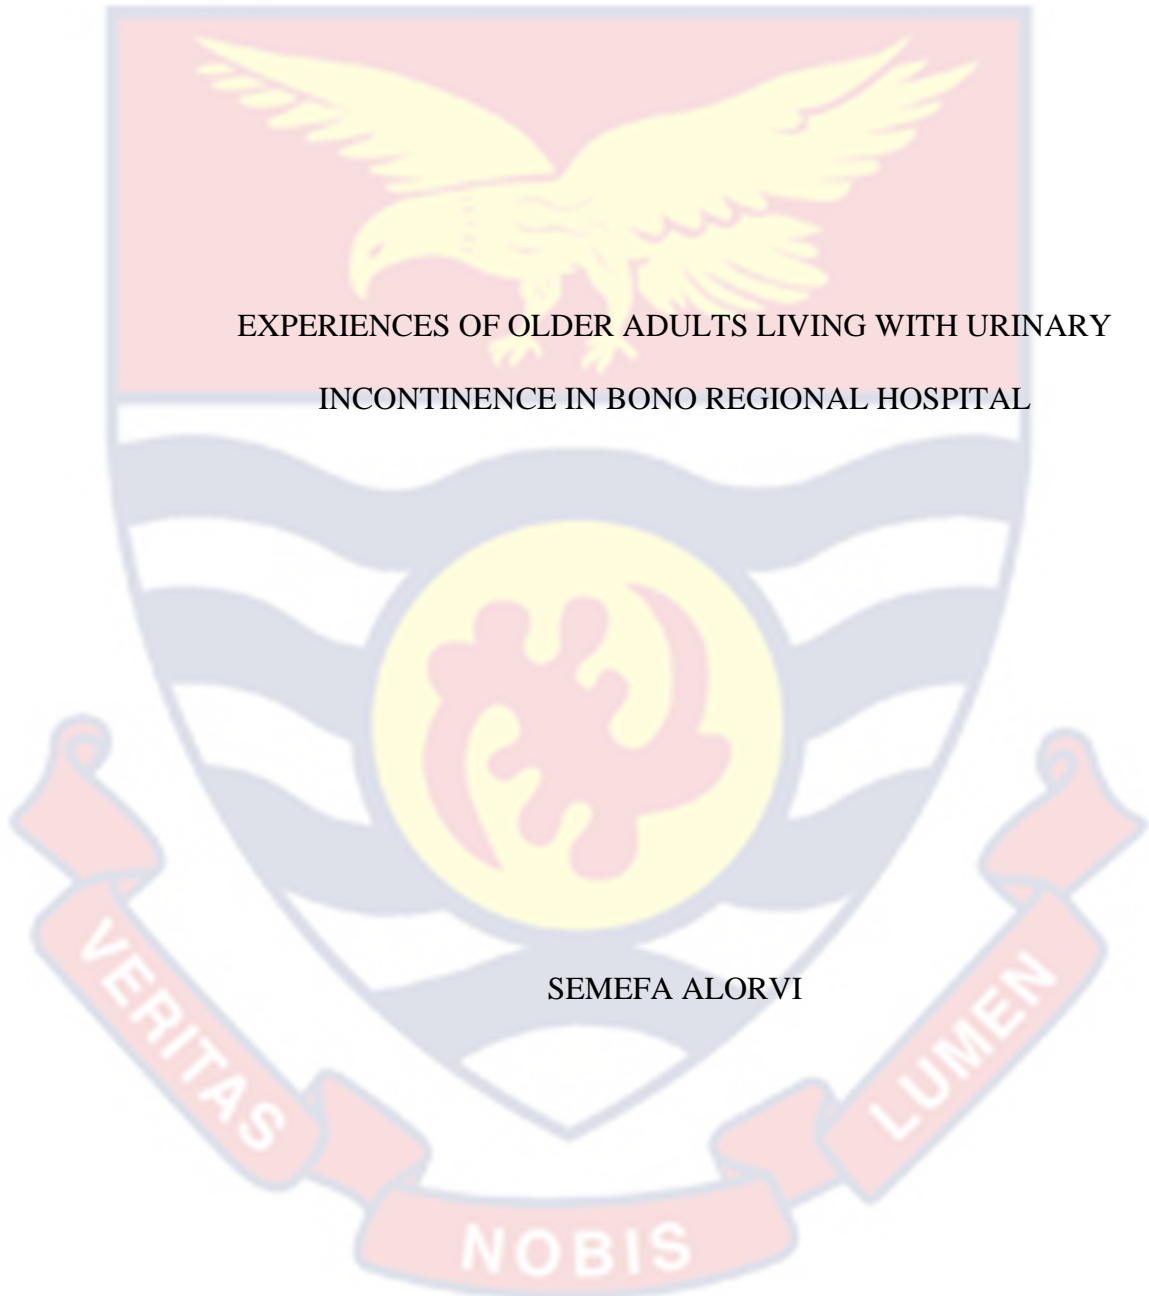 EXPERIENCES OF OLDER ADULTS LIVING WITH URINARY
INCONTINENCE IN BONO REGIONAL HOSPITAL
SEMEFA ALORVI
VERITAS
NOBIS
LUMEN